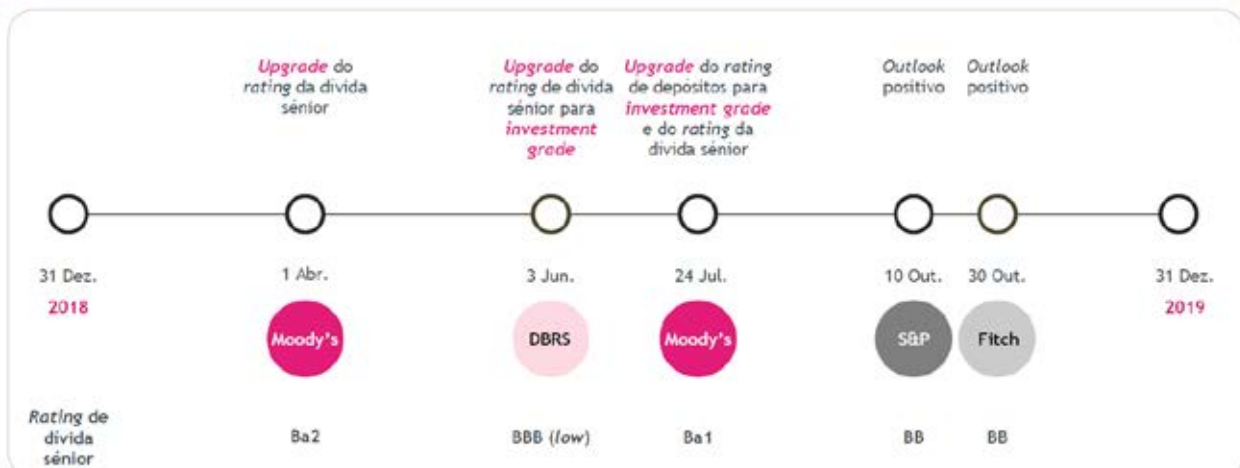 Upgrade do
rating da dívida
sénior
Upgrade do
rating de dívida
sénior para
investment
grade
Upgrade do rating
de depósitos para
investment grade
e do rating da
dívida sénior
Outlook
positivo
Outlook
positivo
31 Dez.
2018
1 Abr.
3 Jun.
24 Jul.
10 Out.
30 Out.
31 Dez.
2019
Moody's
DBRS
Moody's
S&P
Fitch
Rating de
dívida
sénior
Ba2
BBB (low)
Ba1
BB
BB